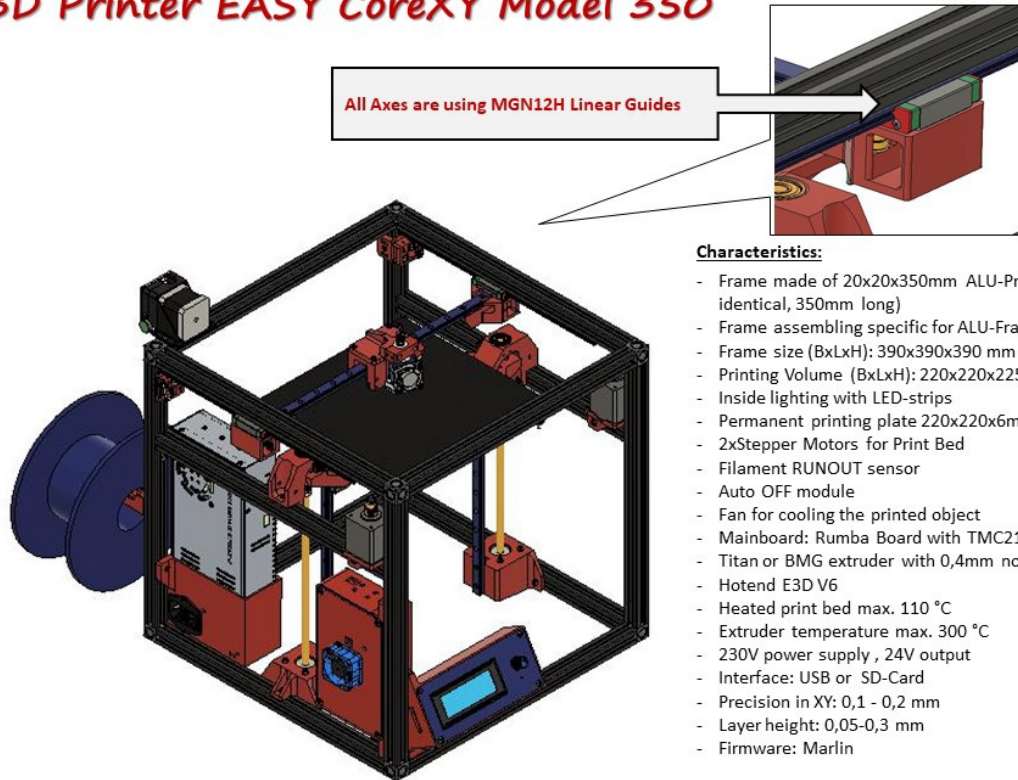 3D Printer EASY CoreXY Model 350
All Axes are using MGN12H Linear Guides
Characteristics:
- Frame made of 20x20x350mm ALU-Pr
identical, 350mm long)
- Frame assembling specific for ALU-Fra
- Frame size (BxLxH): 390x390x390 mm
- Printing Volume (BxLxH): 220x220x225
- Inside lighting with LED-strips
- Permanent printing plate 220x220x6m
- 2xStepper Motors for Print Bed
- Filament RUNOUT sensor
- Auto OFF module
- Fan for cooling the printed object
- Mainboard: Rumba Board with TMC21
- Titan or BMG extruder with 0,4mm no
- Hotend E3D V6
- Heated print bed max. 110 °C
- Extruder temperature max. 300 °C
- 230V power supply , 24V output
- Interface: USB or SD-Card
- Precision in XY: 0,1 - 0,2 mm
- Layer height: 0,05-0,3 mm
- Firmware: Marlin